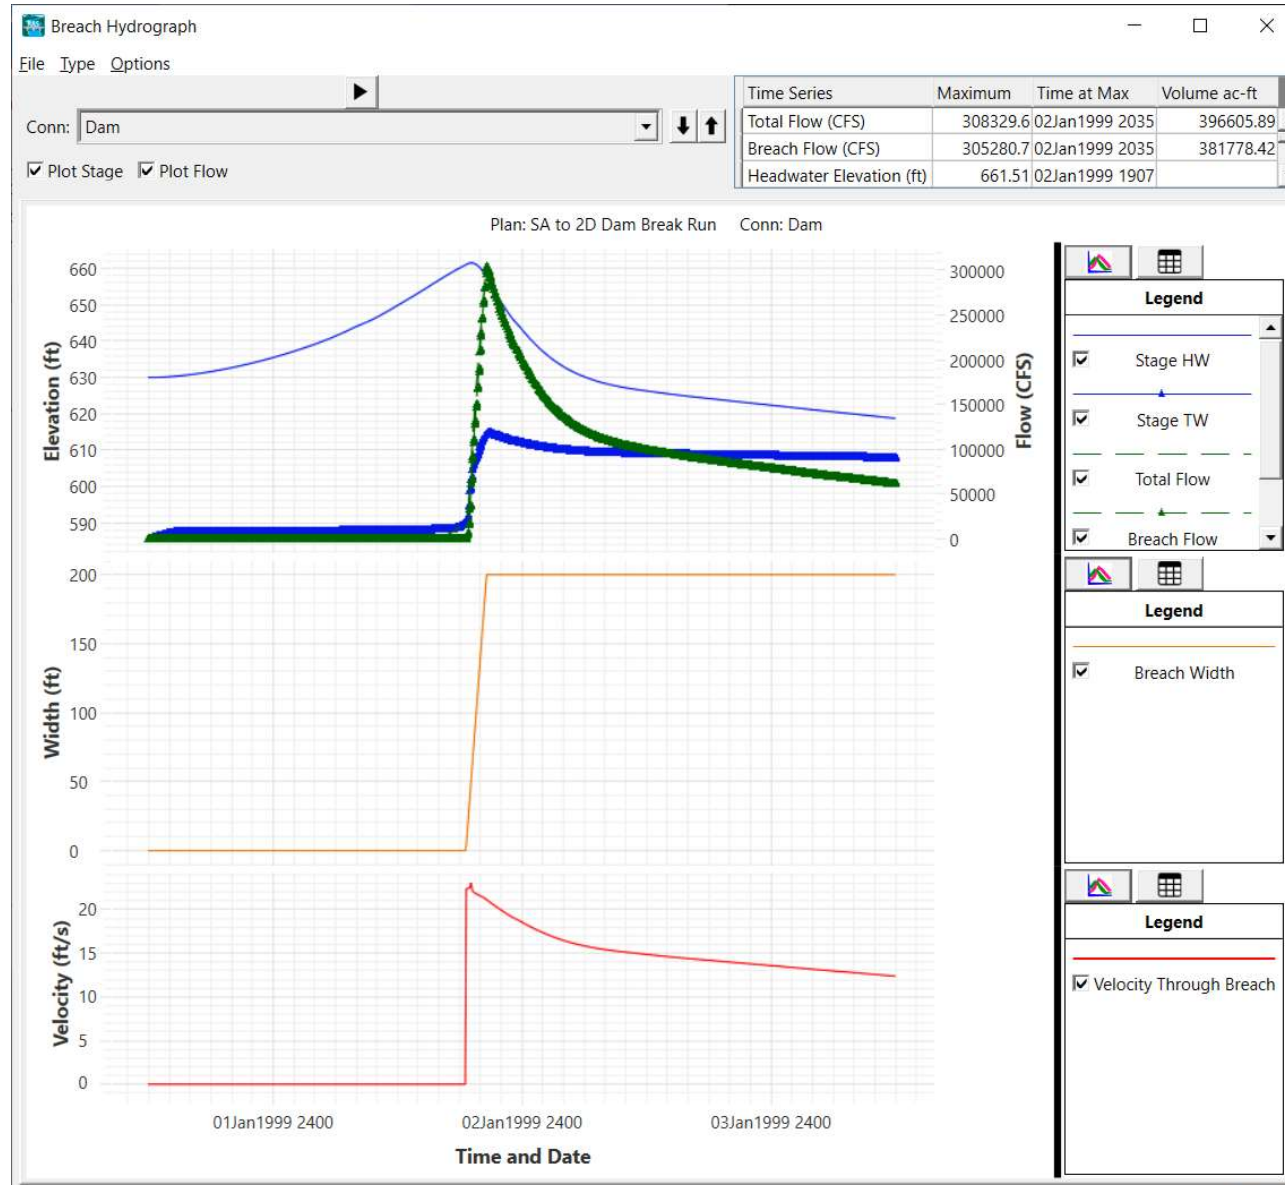 Breach Hydrograph
File Type Options
Conn: Dam
Plot Stage Plot Flow
Time Series Maximum Time at Max Volume ac-ft
Total Flow (CFS) 308329.6 02Jan1999 2035 396605.89
Breach Flow (CFS) 305280.7 02Jan1999 2035 381778.42
Headwater Elevation (ft) 661.51 02Jan1999 1907
Plan: SA to 2D Dam Break Run Conn: Dam
Elevation (ft)
660
650
640
630
620
610
600
590
300000
250000
200000
150000
100000
50000
0
Flow (CFS)
Legend
Stage HW
Stage TW
Total Flow
Breach Flow
Width (ft)
200
150
100
50
0
Legend
Breach Width
Velocity (ft/s)
20
15
10
5
0
Legend
Velocity Through Breach
01Jan1999 2400 02Jan1999 2400 03Jan1999 2400
Time and Date